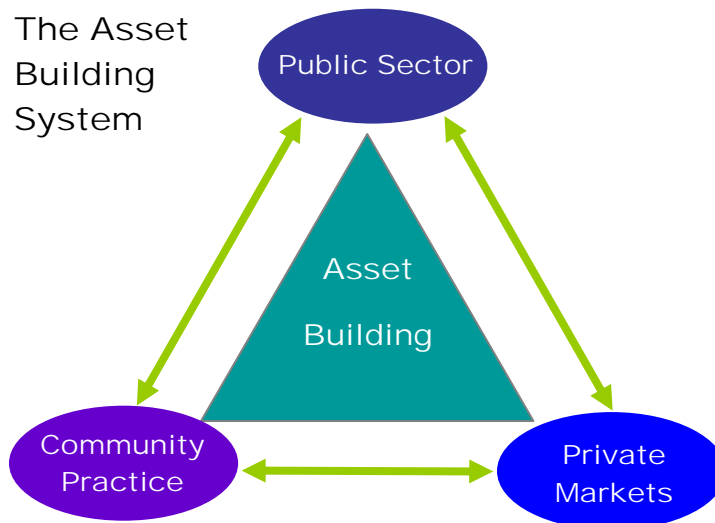 The Asset
Building
System
Public Sector
Asset
Building
Community
Practice
Private
Markets